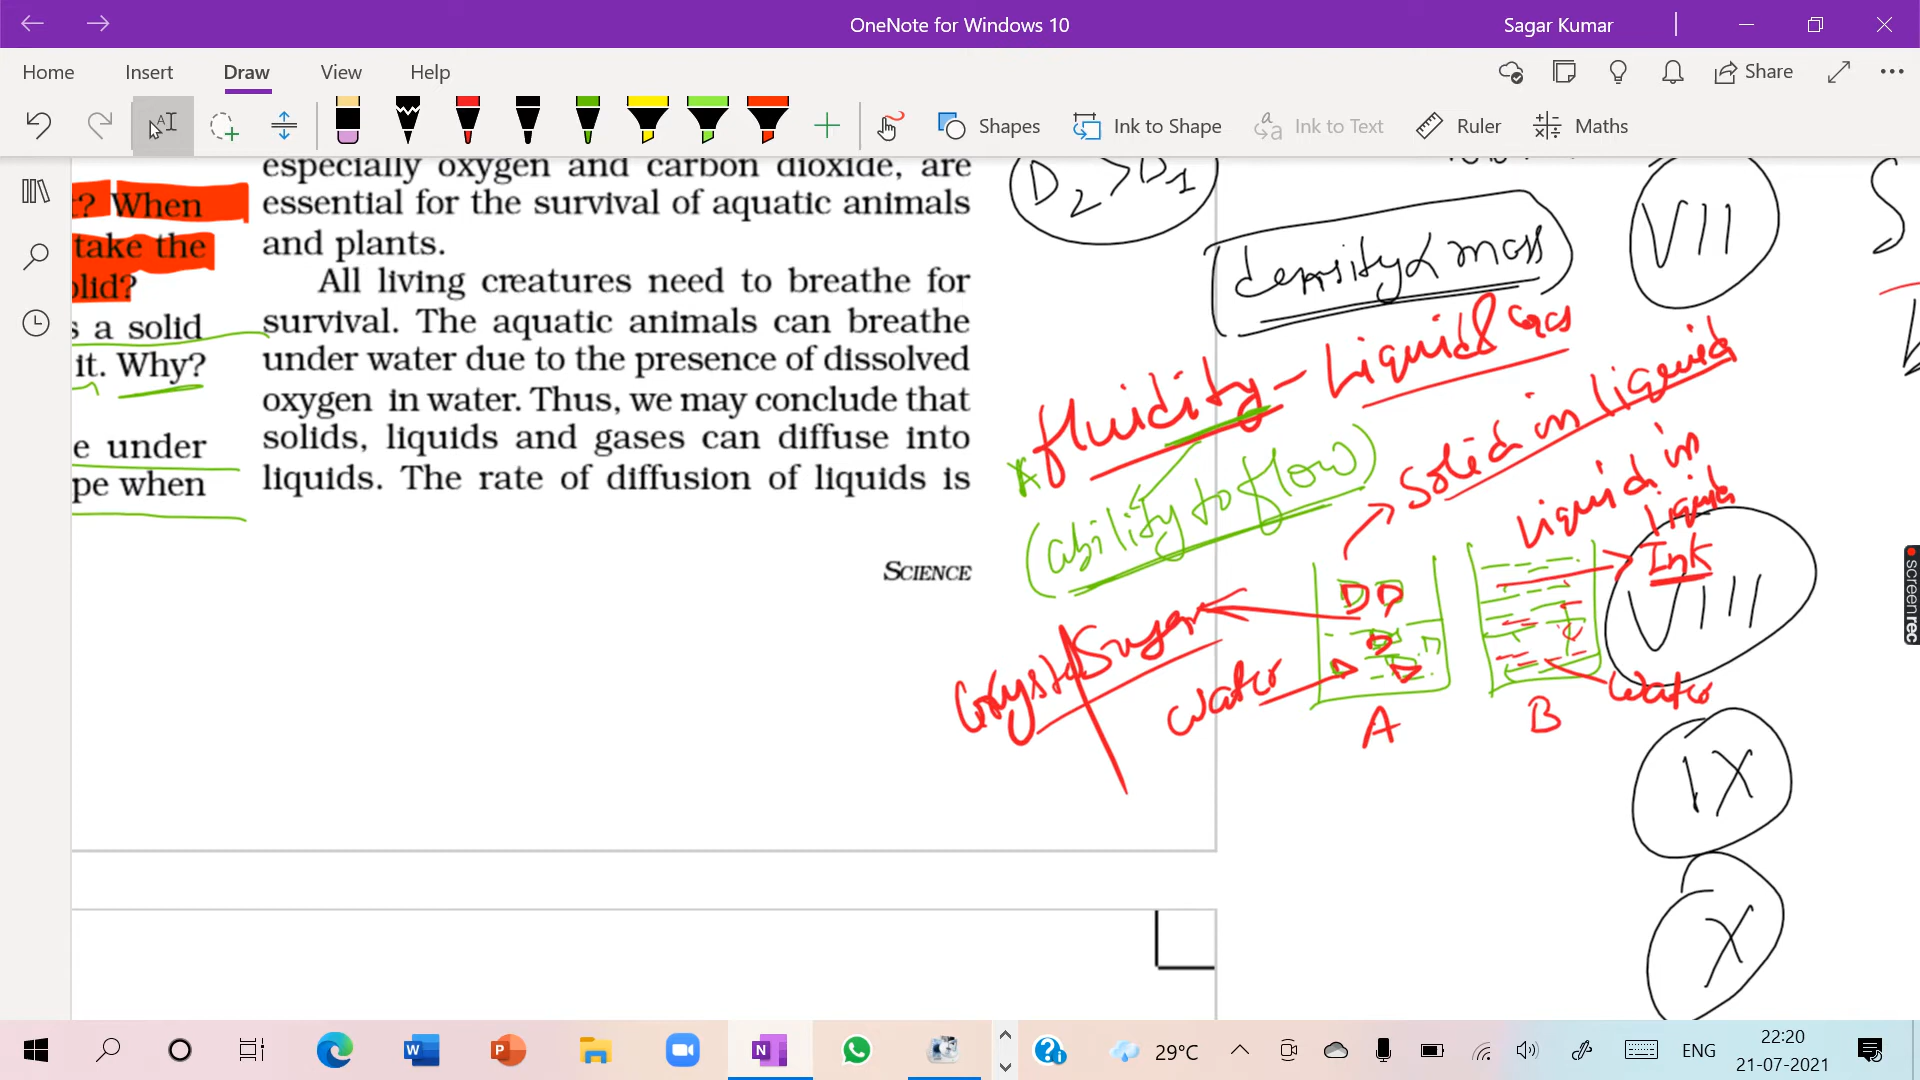 OneNote for Windows 10
Sagar Kumar
Home Insert Draw View Help
Share
Shapes Ink to Shape Ink to Text Ruler Maths
t? When
take the
olid?
s a solid
it. Why?
e under
pe when
especially oxygen and carbon dioxide, are
essential for the survival of aquatic animals
and plants.
All living creatures need to breathe for
survival. The aquatic animals can breathe
under water due to the presence of dissolved
oxygen in water. Thus, we may conclude that
solids, liquids and gases can diffuse into
liquids. The rate of diffusion of liquids is
SCIENCE
D2 > D1
density α mass
fluidity - Liquid & gas
(ability to flow)
Solid in liquid
Liquid in
liquid
Ink
Sugar
Water
Water
A
B
VII
VIII
IX
X
screenrec
29°C
ENG
22:20
21-07-2021